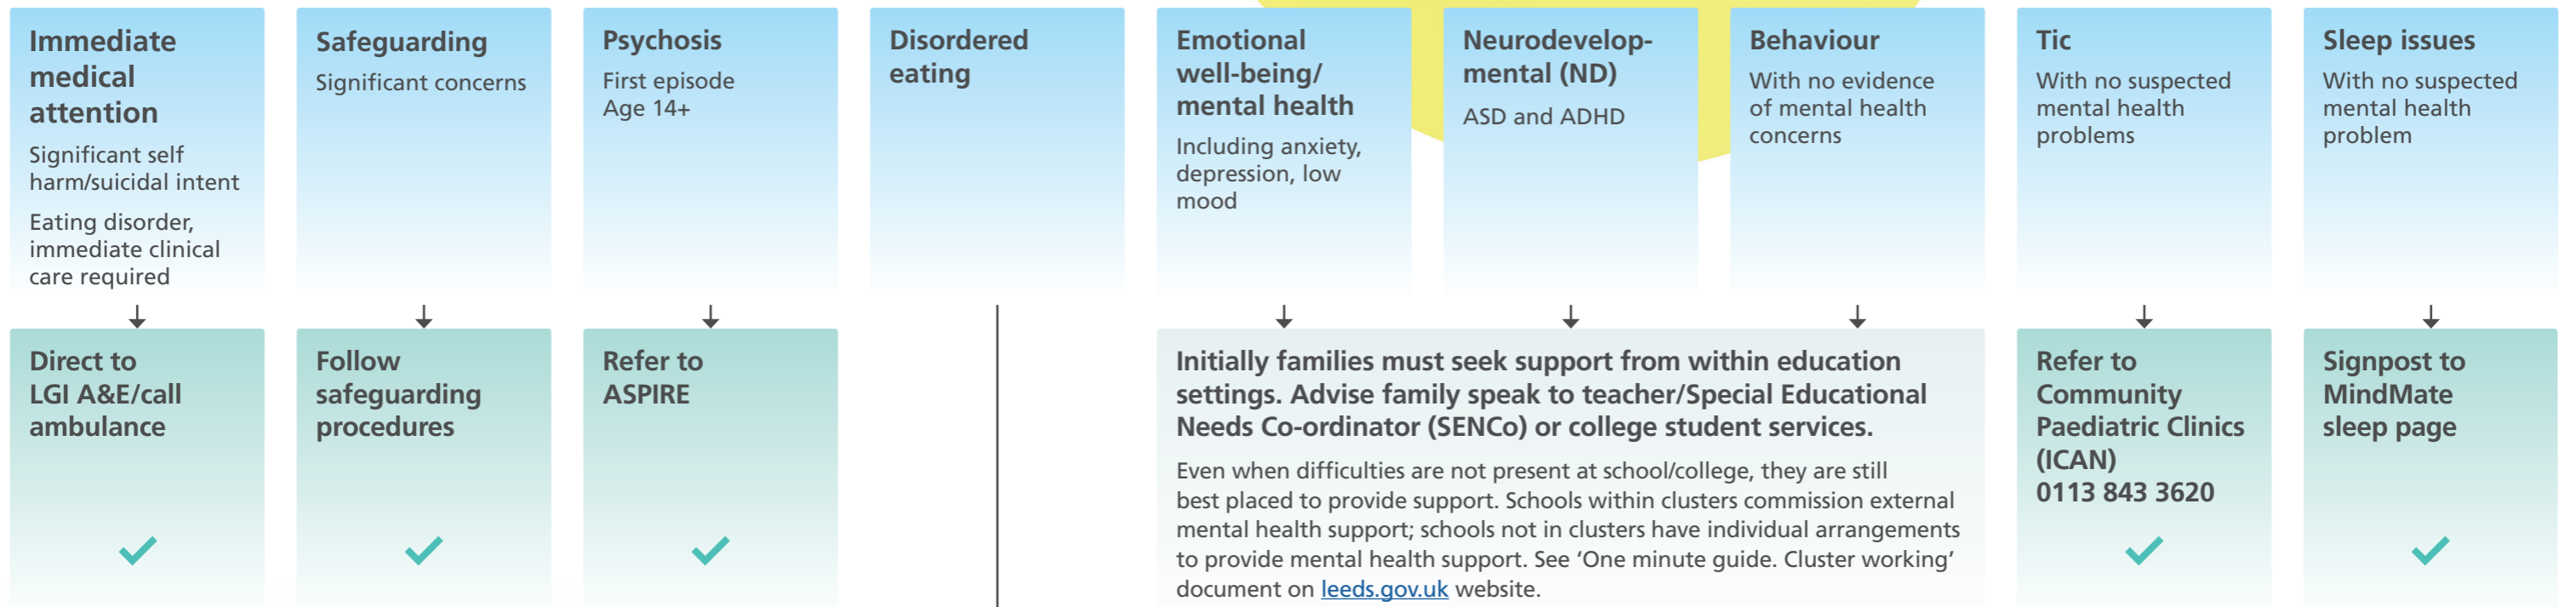 Immediate
medical
attention
Significant self
harm/suicidal intent
Eating disorder,
immediate clinical
care required
Safeguarding
Significant concerns
Psychosis
First episode
Age 14+
Disordered
eating
Emotional
well-being/
mental health
Including anxiety,
depression, low
mood
Neurodevelop-
mental (ND)
ASD and ADHD
Behaviour
With no evidence
of mental health
concerns
Tic
With no suspected
mental health
problems
Sleep issues
With no suspected
mental health
problem
Direct to
LGI A&E/call
ambulance
Follow
safeguarding
procedures
Refer to
ASPIRE
Initially families must seek support from within education
settings. Advise family speak to teacher/Special Educational
Needs Co-ordinator (SENCo) or college student services.
Even when difficulties are not present at school/college, they are still
best placed to provide support. Schools within clusters commission external
mental health support; schools not in clusters have individual arrangements
to provide mental health support. See ‘One minute guide. Cluster working’
document on leeds.gov.uk website.
Refer to
Community
Paediatric Clinics
(ICAN)
0113 843 3620
Signpost to
MindMate
sleep page